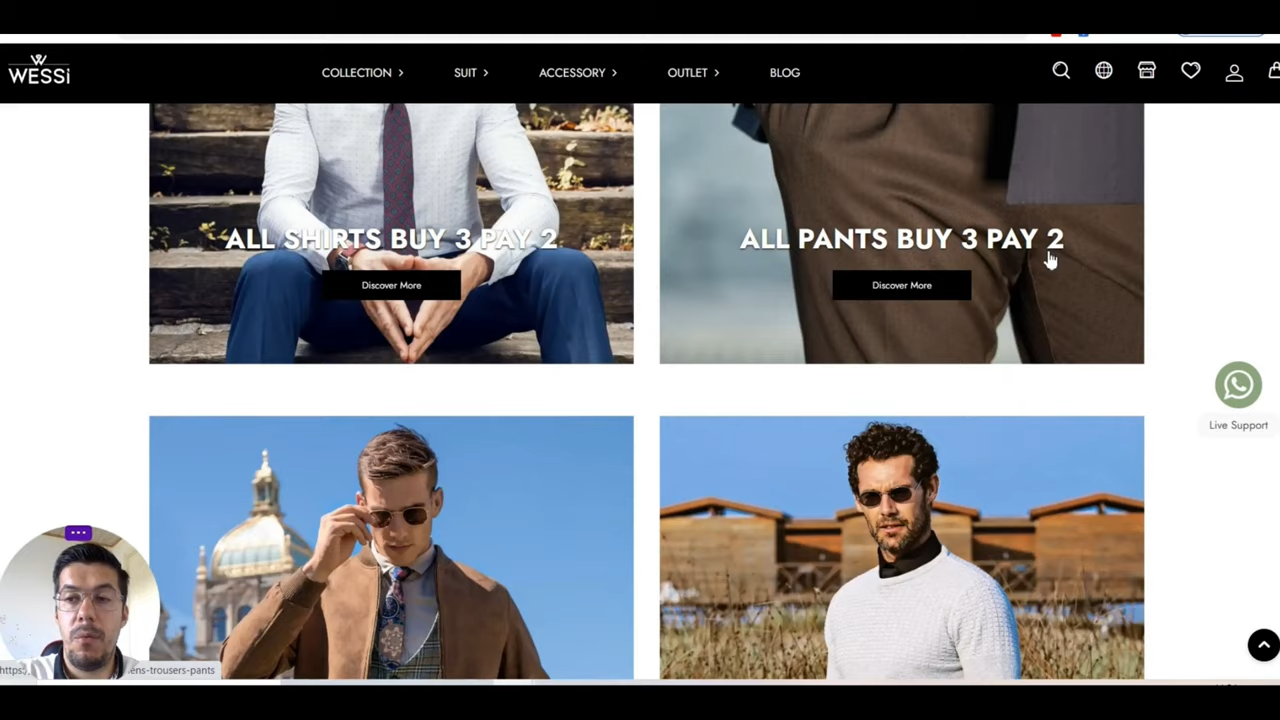 WESSI
COLLECTION
SUIT
ACCESSORY
OUTLET
BLOG
ALL SHIRTS BUY 3 PAY 2
Discover More
ALL PANTS BUY 3 PAY 2
Discover More
Live Support
https:
ens-trousers-pants